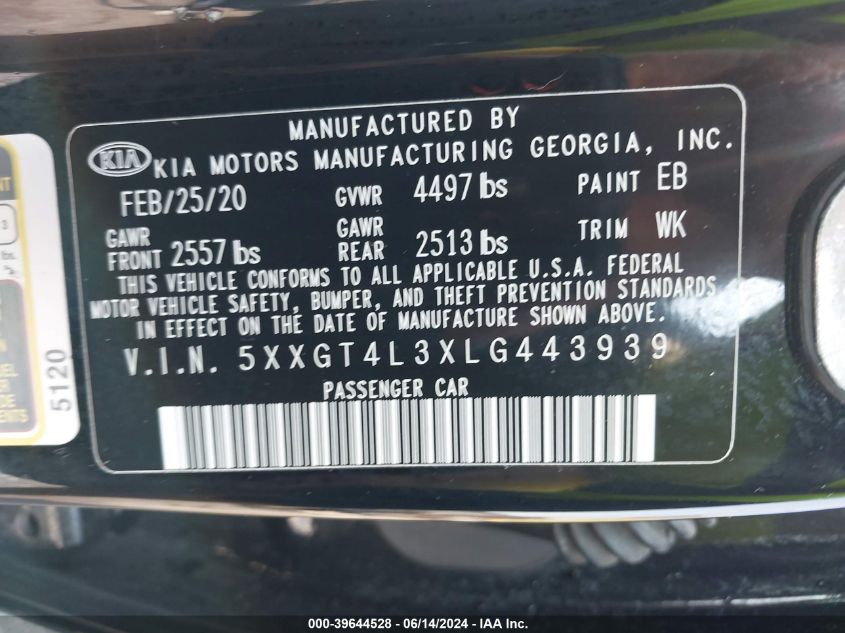 MANUFACTURED BY
KIA KIA MOTORS MANUFACTURING GEORGIA, INC.
FEB/25/20 GVWR 4497 lbs PAINT EB
GAWR FRONT 2557 lbs GAWR REAR 2513 lbs TRIM WK
THIS VEHICLE CONFORMS TO ALL APPLICABLE U.S.A. FEDERAL
MOTOR VEHICLE SAFETY, BUMPER, AND THEFT PREVENTION STANDARDS
IN EFFECT ON THE DATE OF MANUFACTURE SHOWN ABOVE.
V.I.N. 5XXGT4L3XLG443939
PASSENGER CAR
5120
000-39644528 - 06/14/2024 - IAA Inc.